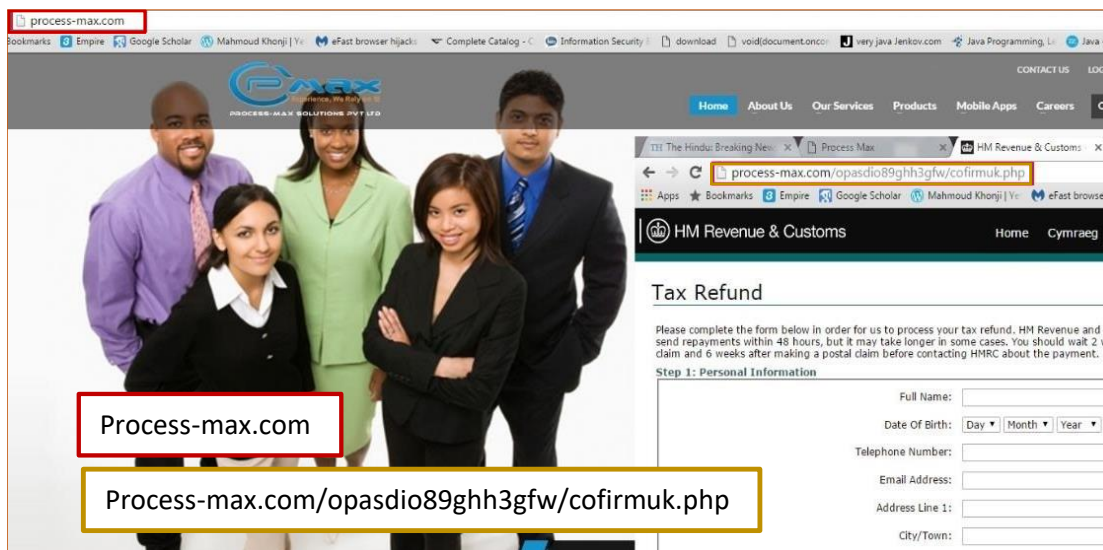 process-max.com
Bookmarks Empire Google Scholar Mahmoud Khonji | Ye eFast browser hijacks Complete Catalog - C Information Security download void(document.oncon very java Jenkov.com Java Programming, Java
CONTACT US
pmax
Experience, We Rely on it
PROCESS-MAX SOLUTIONS PVT LTD
Home About Us Our Services Products Mobile Apps Careers
TH The Hindu: Breaking New Process Max HM Revenue & Customs
process-max.com/opasdio89ghh3gfw/cofirmuk.php
Apps Bookmarks Empire Google Scholar Mahmoud Khonji | Ye eFast browse
HM Revenue & Customs Home Cymraeg
Tax Refund
Please complete the form below in order for us to process your tax refund. HM Revenue and
send repayments within 48 hours, but it may take longer in some cases. You should wait 2
claim and 6 weeks after making a postal claim before contacting HMRC about the payment.
Step 1: Personal Information
Full Name:
Date Of Birth: Day Month Year
Telephone Number:
Email Address:
Address Line 1:
City/Town:
Process-max.com
Process-max.com/opasdio89ghh3gfw/cofirmuk.php